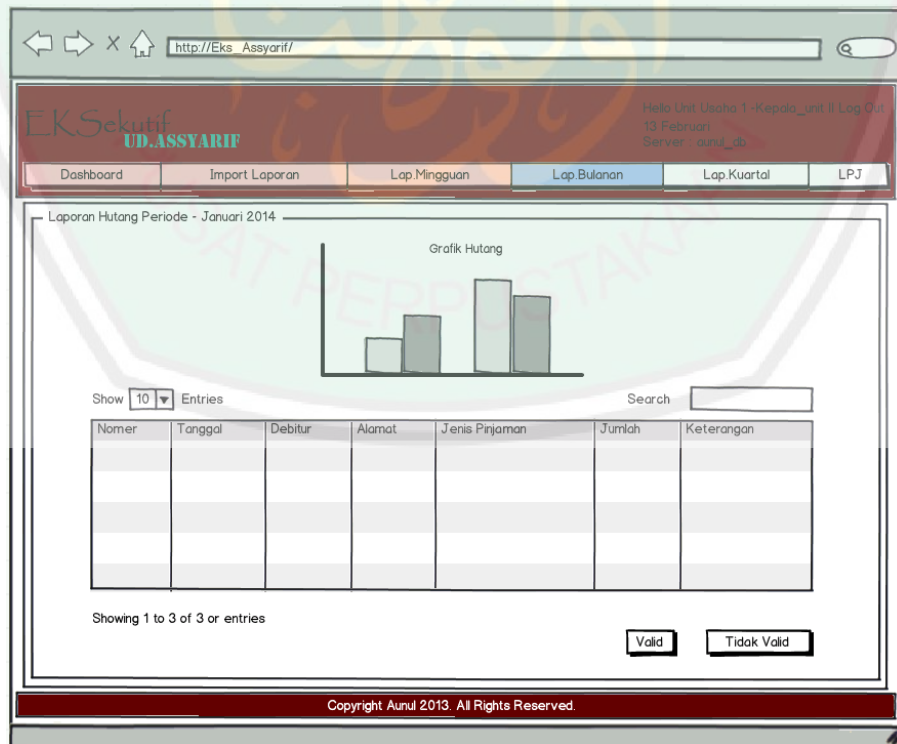 http://Eks_Assyarif/
EKSekutif
UD.ASSYARIF
Hello Unit Usaha 1 -Kepala_unit II Log Out
13 Februari
Server : aunul_db
Dashboard Import Laporan Lap.Mingguan Lap.Bulanan Lap.Kuartal LPJ
Laporan Hutang Periode - Januari 2014
Grafik Hutang
Show 10 Entries Search
Nomer Tanggal Debitur Alamat Jenis Pinjaman Jumlah Keterangan
Showing 1 to 3 of 3 or entries
Valid Tidak Valid
Copyright Aunul 2013. All Rights Reserved.
PUSAT PERPUSTAKAAN